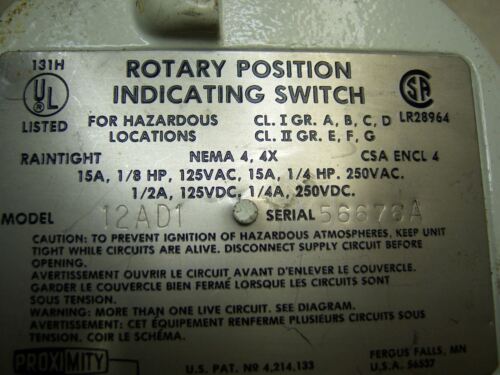 131H
ROTARY POSITION
INDICATING SWITCH
UL
LISTED
FOR HAZARDOUS CL. I GR. A, B, C, D
LOCATIONS CL. II GR. E, F, G
SA
LR28964
RAINTIGHT NEMA 4, 4X CSA ENCL 4
15A, 1/8 HP, 125VAC, 15A, 1/4 HP. 250VAC.
1/2A, 125VDC, 1/4A, 250VDC.
MODEL 12AD1 SERIAL 56676A
CAUTION: TO PREVENT IGNITION OF HAZARDOUS ATMOSPHERES. KEEP UNIT
TIGHT WHILE CIRCUITS ARE ALIVE. DISCONNECT SUPPLY CIRCUIT BEFORE
OPENING.
AVERTISSEMENT OUVRIR LE CIRCUIT AVANT D'ENLEVER LE COUVERCLE.
GARDER LE COUVERCLE BIEN FERMÉ LORSQUE LES CIRCUITS SONT
SOUS TENSION.
WARNING: MORE THAN ONE LIVE CIRCUIT. SEE DIAGRAM.
AVERTISSEMENT: CET ÉQUIPEMENT RENFERME PLUSIEURS CIRCUITS SOUS
TENSION. COIR LE SCHÉMA.
PROXIMITY U.S. PAT. Nº 4,214,133 FERGUS FALLS, MN
U.S.A. 56537